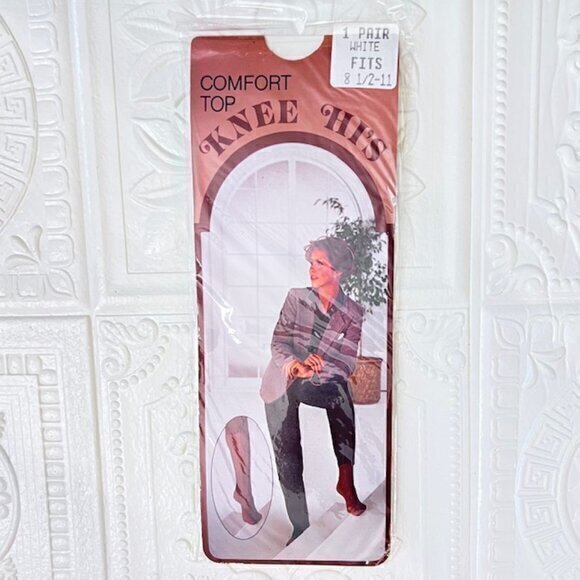 1 PAIR
WHITE
FITS
8 1/2-11
COMFORT
TOP
KNEE HI'S